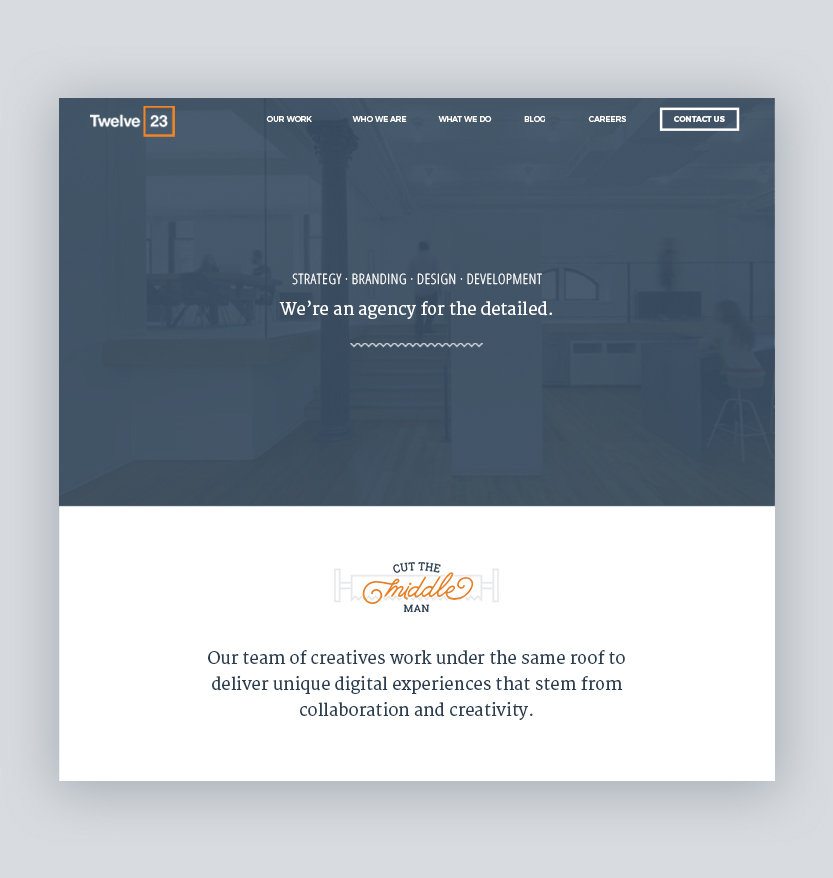 Twelve 23
OUR WORK WHO WE ARE WHAT WE DO BLOG CAREERS CONTACT US
STRATEGY · BRANDING · DESIGN · DEVELOPMENT
We’re an agency for the detailed.
CUT THE
middle
MAN
Our team of creatives work under the same roof to
deliver unique digital experiences that stem from
collaboration and creativity.